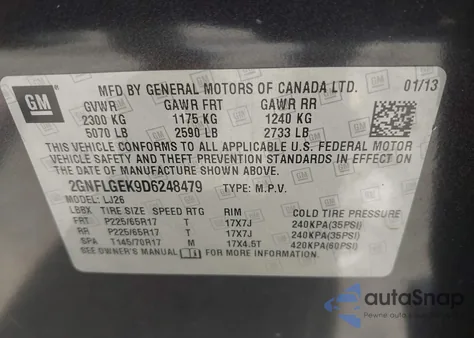 GM
MFD BY GENERAL MOTORS OF CANADA LTD. 01/13
GVWR GAWR FRT GAWR RR
2300 KG 1175 KG 1240 KG
5070 LB 2590 LB 2733 LB
THIS VEHICLE CONFORMS TO ALL APPLICABLE U.S. FEDERAL MOTOR
VEHICLE SAFETY AND THEFT PREVENTION STANDARDS IN EFFECT ON THE
DATE OF MANUFACTURE SHOWN ABOVE.
2GNFLGEK9D6248479 TYPE: M.P.V.
MODEL: LJ26
LBBX TIRE SIZE SPEED RTG RIM COLD TIRE PRESSURE
FRT P225/65R17 T 17X7J 240KPA(35PSI)
RR P225/65R17 T 17X7J 240KPA(35PSI)
SPA T145/70R17 M 17X4.5T 420KPA(60PSI)
SEE OWNER'S MANUAL FOR MORE INFORMATION.
autoSnap